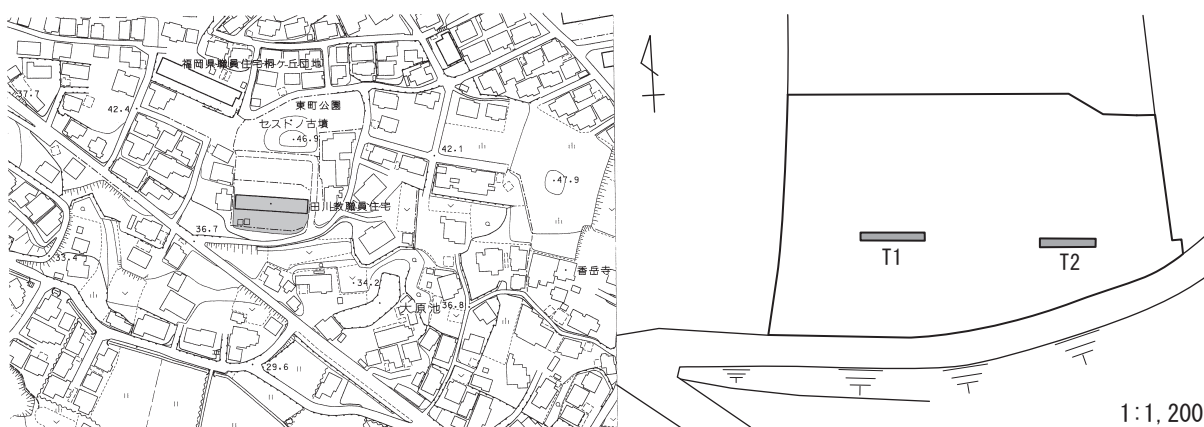 福岡県職員住宅桐ケ丘団地
37.7
42.4
東町公園
セスドノ古墳
46.9
42.1
47.9
田川教職員住宅
36.7
33.4
香岳寺
34.2
大原池
36.8
29.6
T1
T2
1:1,200